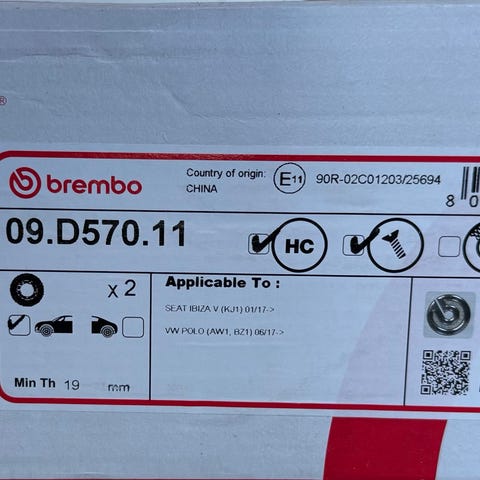 ®
brembo
Country of origin:
CHINA
E11
90R-02C01203/25694
8 0
09.D570.11
HC
x 2
Applicable To :
SEAT IBIZA V (KJ1) 01/17->
VW POLO (AW1, BZ1) 06/17->
Min Th 19 mm